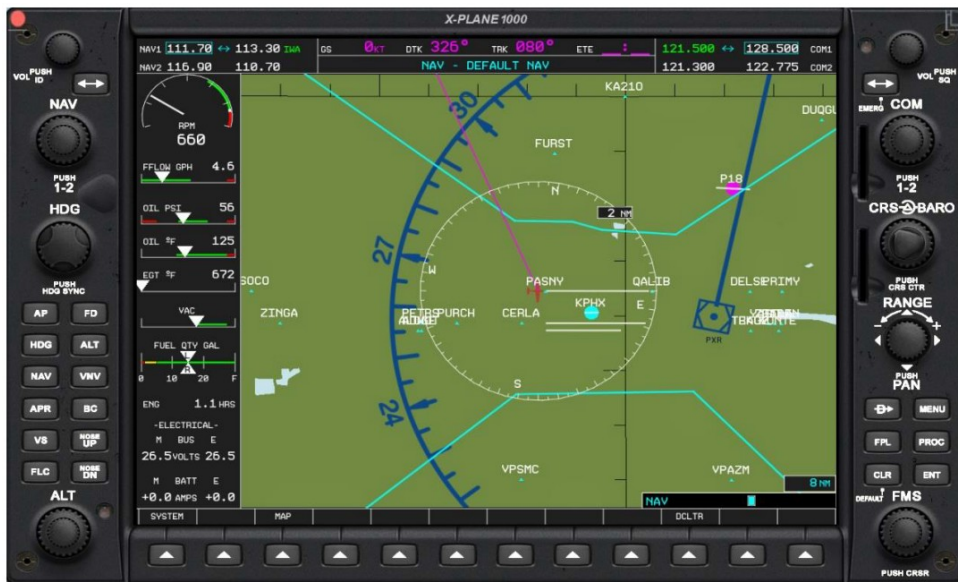 X-PLANE 1000
NAV1 111.70 ↔ 113.30 IWA
NAV2 116.90 110.70
GS 0KT DTK 326° TRK 080° ETE __:__
NAV - DEFAULT NAV
121.500 ↔ 128.500 COM1
121.300 122.775 COM2
VOL PUSH ID
NAV
PUSH 1-2
HDG
PUSH HDG SYNC
AP FD
HDG ALT
NAV VNV
APR BC
VS NOSE UP
FLC NOSE DN
ALT
RPM
660
FFLOW GPH 4.6
OIL PSI 56
OIL °F 125
EGT °F 672
VAC
FUEL QTY GAL
L
R
0 10 20 F
ENG 1.1 HRS
-ELECTRICAL-
M BUS E
26.5 VOLTS 26.5
M BATT E
+0.0 AMPS +0.0
KA210
DUQGU
30
FURST
P18
N
2 NM
27
W
SOCO
PASNY
QALIB
DELSE
PRIMY
E
KPHX
ZINGA
PURCH
CERLA
PXR
S
24
VPSMC
VPAZM
8 NM
NAV
SYSTEM MAP DCLTR
VOL PUSH SQ
EMERG
COM
PUSH 1-2
CRS BARO
PUSH CRS CTR
RANGE
- +
PUSH PAN
D MENU
FPL PROC
CLR ENT
DEFAULT
FMS
PUSH CRSR